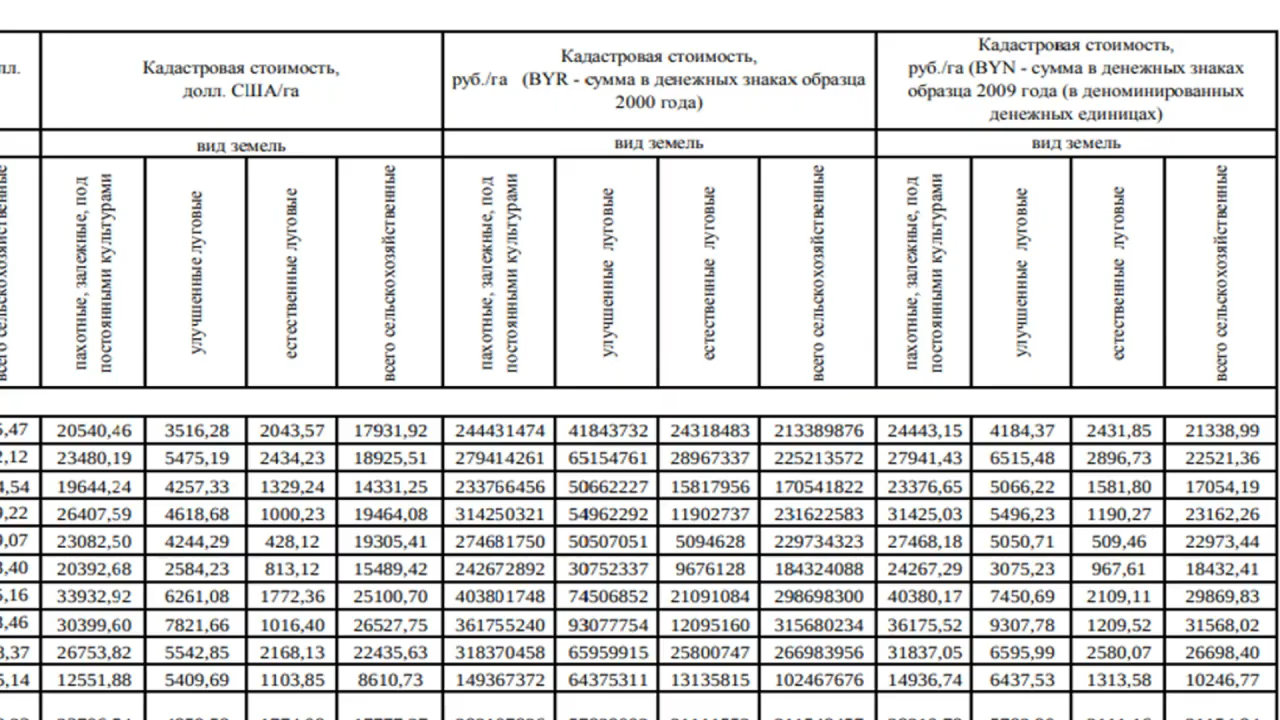 лл.
Кадастровая стоимость,
долл. США/га
Кадастровая стоимость,
руб./га (BYR - сумма в денежных знаках образца
2000 года)
Кадастровая стоимость,
руб./га (BYN - сумма в денежных знаках
образца 2009 года (в деноминированных
денежных единицах)
вид земель
вид земель
вид земель
всего сельскохозяйственные
пахотные, залежные, под
постоянными культурами
улучшенные луговые
естественные луговые
всего сельскохозяйственные
пахотные, залежные, под
постоянными культурами
улучшенные луговые
естественные луговые
всего сельскохозяйственные
пахотные, залежные, под
постоянными культурами
улучшенные луговые
естественные луговые
всего сельскохозяйственные
,47 20540,46 3516,28 2043,57 17931,92 244431474 41843732 24318483 213389876 24443,15 4184,37 2431,85 21338,99
,12 23480,19 5475,19 2434,23 18925,51 279414261 65154761 28967337 225213572 27941,43 6515,48 2896,73 22521,36
,54 19644,24 4257,33 1329,24 14331,25 233766456 50662227 15817956 170541822 23376,65 5066,22 1581,80 17054,19
,22 26407,59 4618,68 1000,23 19464,08 314250321 54962292 11902737 231622583 31425,03 5496,23 1190,27 23162,26
,07 23082,50 4244,29 428,12 19305,41 274681750 50507051 5094628 229734323 27468,18 5050,71 509,46 22973,44
,40 20392,68 2584,23 813,12 15489,42 242672892 30752337 9676128 184324088 24267,29 3075,23 967,61 18432,41
,16 33932,92 6261,08 1772,36 25100,70 403801748 74506852 21091084 298698300 40380,17 7450,69 2109,11 29869,83
,46 30399,60 7821,66 1016,40 26527,75 361755240 93077754 12095160 315680234 36175,52 9307,78 1209,52 31568,02
,37 26753,82 5542,85 2168,13 22435,63 318370458 65959915 25800747 266983956 31837,05 6595,99 2580,07 26698,40
,14 12551,88 5409,69 1103,85 8610,73 149367372 64375311 13135815 102467676 14936,74 6437,53 1313,58 10246,77